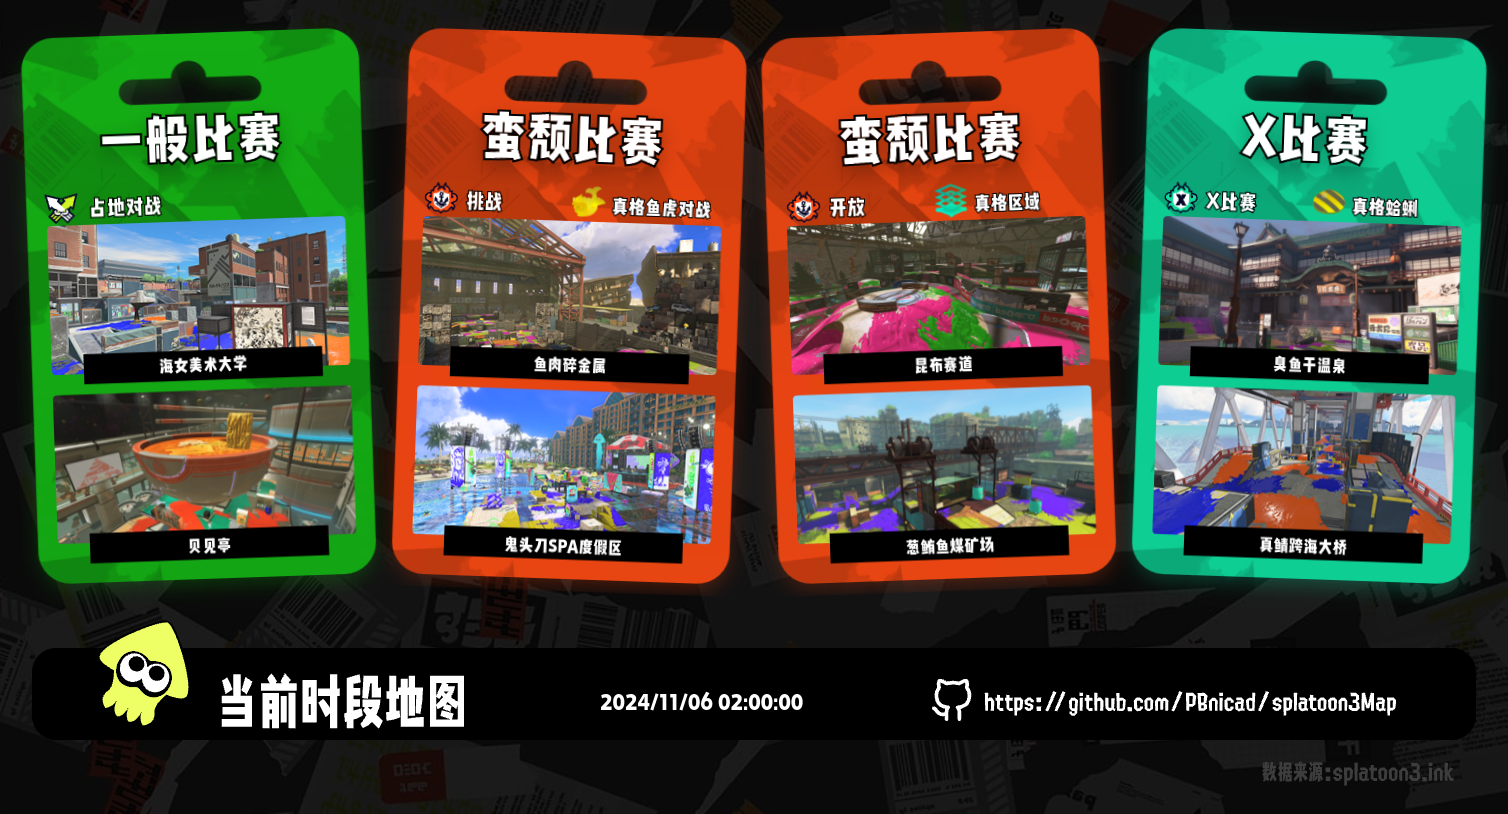 一般比赛
占地对战
海女美术大学
贝见亭
蛮颓比赛
挑战
真格鱼虎对战
鱼肉碎金属
鬼头刀SPA度假区
蛮颓比赛
开放
真格区域
昆布赛道
葱鲔鱼煤矿场
X比赛
X比赛
真格蛤蜊
臭鱼干温泉
真鲭跨海大桥
当前时段地图
2024/11/06 02:00:00
https://github.com/PBnicad/splatoon3Map
数据来源:splatoon3.ink